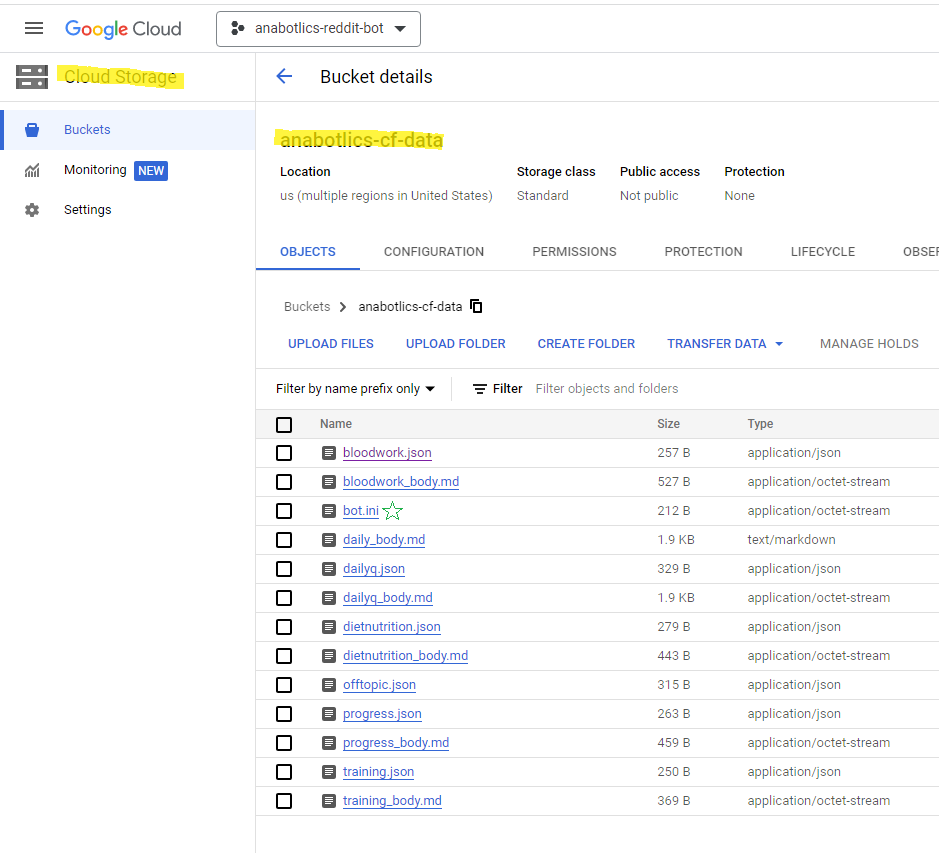 Google Cloud
anabotlics-reddit-bot
Cloud Storage
Bucket details
Buckets
Monitoring NEW
Settings
anabotlics-cf-data
Location Storage class Public access Protection
us (multiple regions in United States) Standard Not public None
OBJECTS CONFIGURATION PERMISSIONS PROTECTION LIFECYCLE OBSER
Buckets > anabotlics-cf-data
UPLOAD FILES UPLOAD FOLDER CREATE FOLDER TRANSFER DATA MANAGE HOLDS
Filter by name prefix only Filter Filter objects and folders
Name Size Type
bloodwork.json 257 B application/json
bloodwork_body.md 527 B application/octet-stream
bot.ini 212 B application/octet-stream
daily_body.md 1.9 KB text/markdown
dailyq.json 329 B application/json
dailyq_body.md 1.9 KB application/octet-stream
dietnutrition.json 279 B application/json
dietnutrition_body.md 443 B application/octet-stream
offtopic.json 315 B application/json
progress.json 263 B application/json
progress_body.md 459 B application/octet-stream
training.json 250 B application/json
training_body.md 369 B application/octet-stream